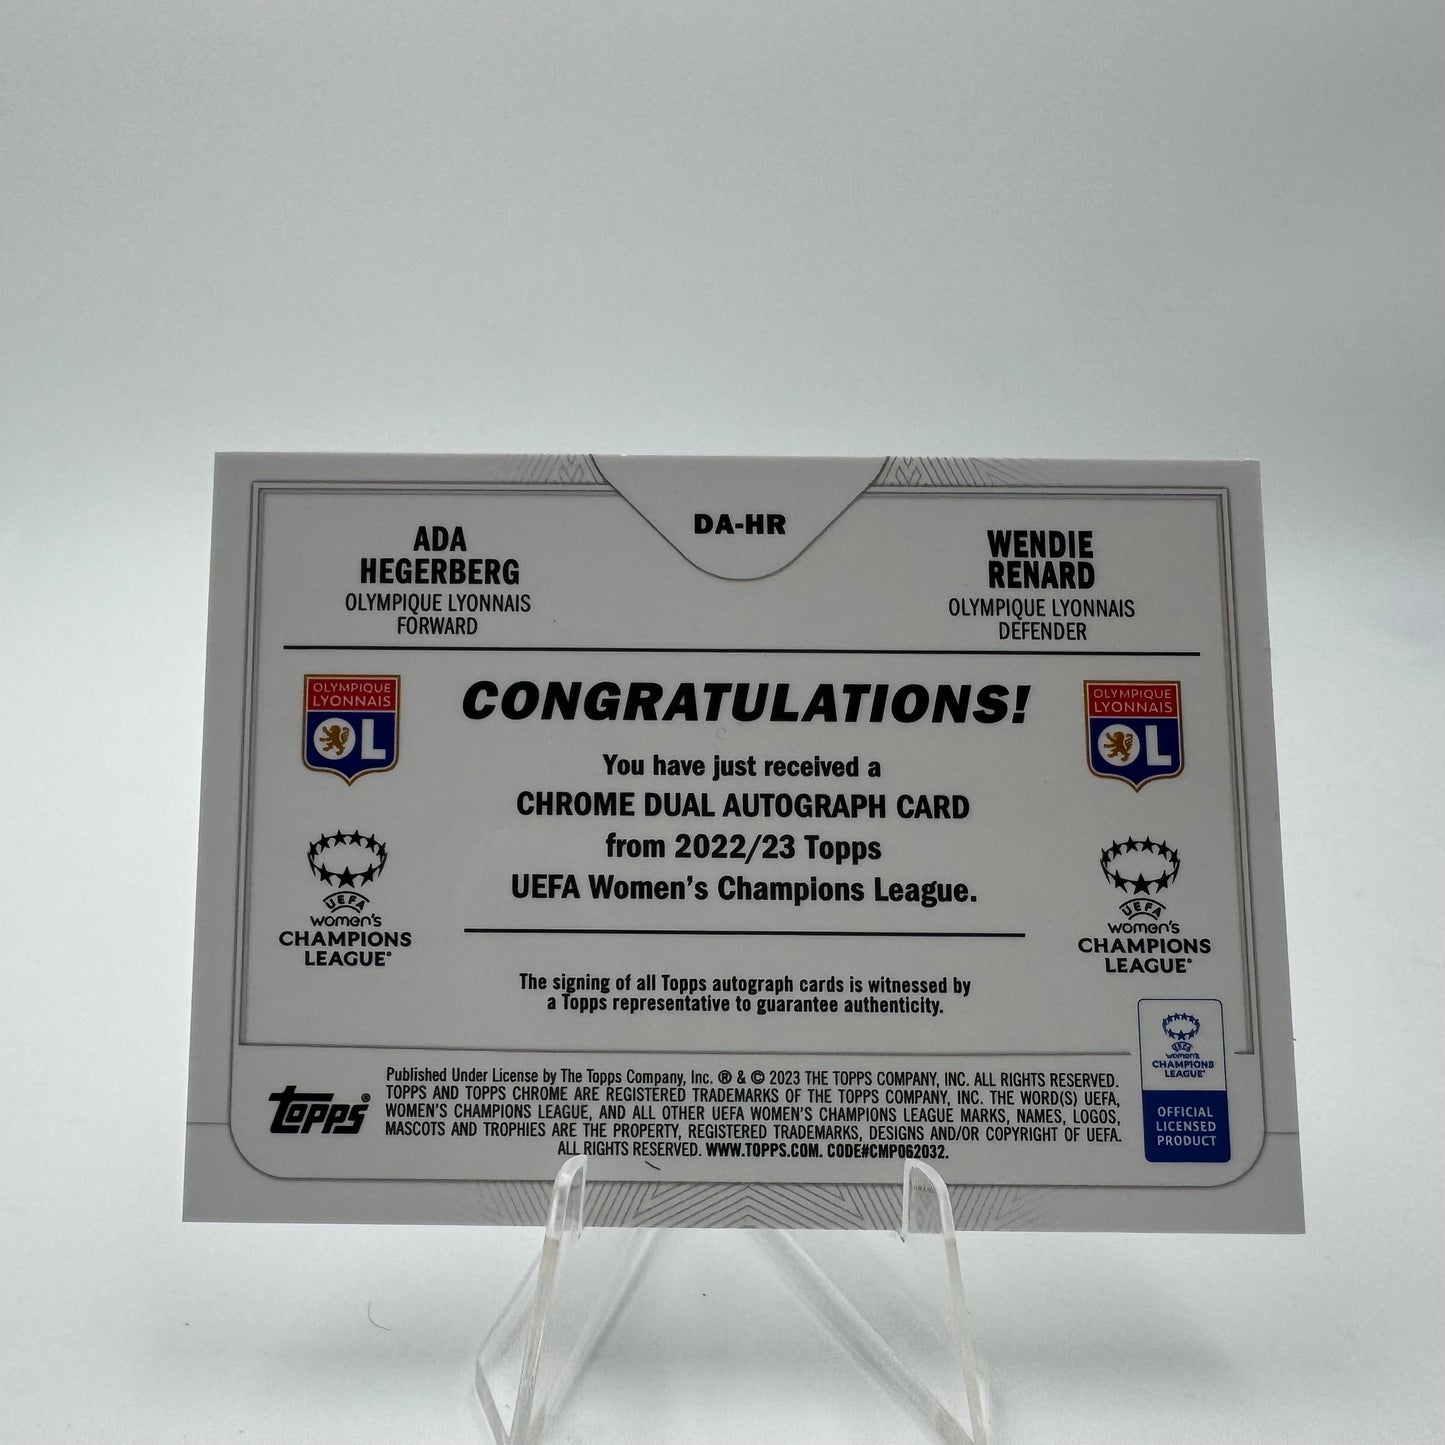 DA-HR
ADA
HEGERBERG
OLYMPIQUE LYONNAIS
FORWARD
WENDIE
RENARD
OLYMPIQUE LYONNAIS
DEFENDER
OLYMPIQUE
LYONNAIS
OL
OLYMPIQUE
LYONNAIS
OL
CONGRATULATIONS!
You have just received a
CHROME DUAL AUTOGRAPH CARD
from 2022/23 Topps
UEFA Women's Champions League.
UEFA
women's
CHAMPIONS
LEAGUE®
UEFA
women's
CHAMPIONS
LEAGUE®
The signing of all Topps autograph cards is witnessed by
a Topps representative to guarantee authenticity.
UEFA
women's
CHAMPIONS
LEAGUE®
OFFICIAL
LICENSED
PRODUCT
Topps®
Published Under License by The Topps Company, Inc. ® & © 2023 THE TOPPS COMPANY, INC. ALL RIGHTS RESERVED.
TOPPS AND TOPPS CHROME ARE REGISTERED TRADEMARKS OF THE TOPPS COMPANY, INC. THE WORD(S) UEFA,
WOMEN'S CHAMPIONS LEAGUE, AND ALL OTHER UEFA WOMEN'S CHAMPIONS LEAGUE MARKS, NAMES, LOGOS,
MASCOTS AND TROPHIES ARE THE PROPERTY, REGISTERED TRADEMARKS, DESIGNS AND/OR COPYRIGHT OF UEFA.
ALL RIGHTS RESERVED. WWW.TOPPS.COM. CODE#CMP062032.